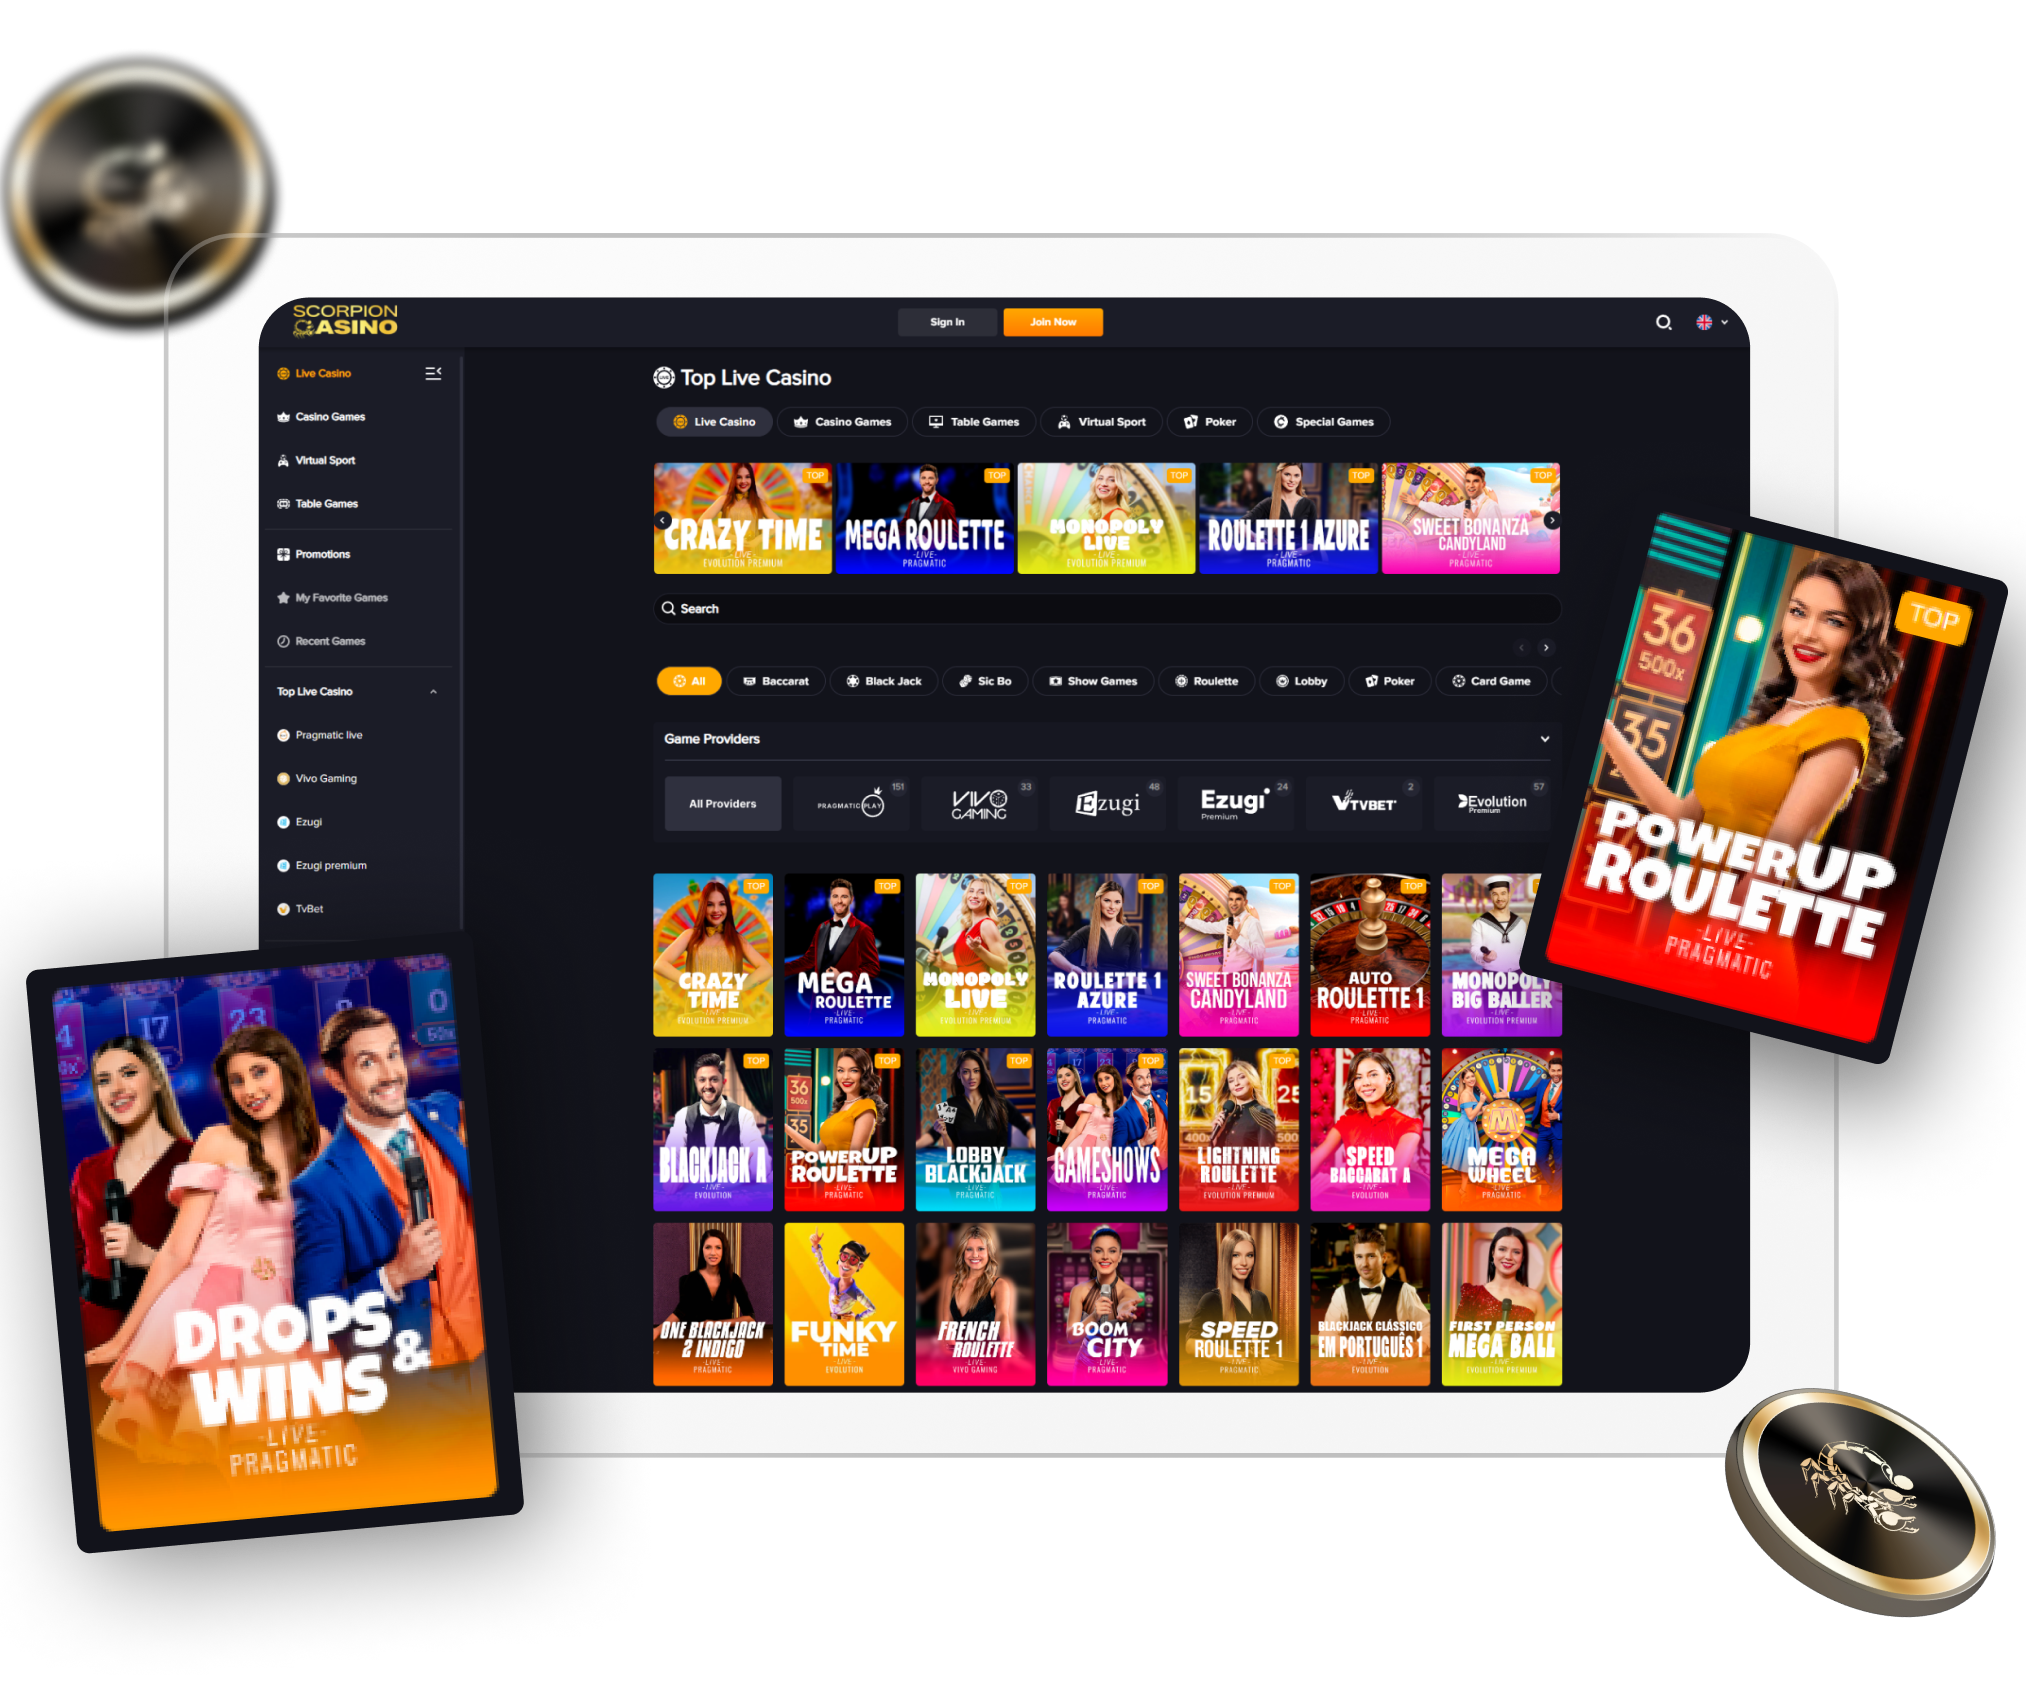 SCORPION
CASINO
Sign In
Join Now
Live Casino
Casino Games
Virtual Sport
Table Games
Promotions
My Favorite Games
Recent Games
Top Live Casino
Pragmatic live
Vivo Gaming
Ezugi
Ezugi premium
TvBet
Top Live Casino
Live Casino
Casino Games
Table Games
Virtual Sport
Poker
Special Games
TOP
CRAZY TIME
-LIVE-
EVOLUTION PREMIUM
TOP
MEGA ROULETTE
-LIVE-
PRAGMATIC
TOP
MONOPOLY
LIVE
-LIVE-
EVOLUTION PREMIUM
TOP
ROULETTE 1 AZURE
-LIVE-
PRAGMATIC
TOP
SWEET BONANZA
CANDYLAND
-LIVE-
PRAGMATIC
Search
All
Baccarat
Black Jack
Sic Bo
Show Games
Roulette
Lobby
Poker
Card Game
Game Providers
All Providers
PRAGMATIC PLAY
151
VIVO
GAMING
33
Ezugi
48
Ezugi
Premium
24
TVBET
2
Evolution
Premium
57
TOP
CRAZY
TIME
-LIVE-
EVOLUTION PREMIUM
TOP
MEGA
ROULETTE
-LIVE-
PRAGMATIC
TOP
MONOPOLY
LIVE
-LIVE-
EVOLUTION PREMIUM
TOP
ROULETTE 1
AZURE
-LIVE-
PRAGMATIC
TOP
SWEET BONANZA
CANDYLAND
-LIVE-
PRAGMATIC
TOP
AUTO
ROULETTE 1
-LIVE-
PRAGMATIC
MONOPOLY
BIG BALLER
-LIVE-
EVOLUTION PREMIUM
TOP
BLACKJACK A
-LIVE-
EVOLUTION
TOP
36
500x
35
POWERUP
ROULETTE
-LIVE-
PRAGMATIC
TOP
LOBBY
BLACKJACK
-LIVE-
PRAGMATIC
TOP
17
23
GAMESHOWS
-LIVE-
PRAGMATIC
TOP
15
25
400x
500
LIGHTNING
ROULETTE
-LIVE-
EVOLUTION PREMIUM
SPEED
BACCARAT A
-LIVE-
EVOLUTION
M
MEGA
WHEEL
-LIVE-
PRAGMATIC
ONE BLACKJACK
2 INDIGO
-LIVE-
PRAGMATIC
FUNKY
TIME
LIVE
EVOLUTION
FRENCH
ROULETTE
-LIVE-
VIVO GAMING
BOOM
CITY
-LIVE-
PRAGMATIC
SPEED
ROULETTE 1
-LIVE-
PRAGMATIC
BLACKJACK CLÁSSICO
EM PORTUGUÊS 1
-LIVE-
EVOLUTION
FIRST PERSON
MEGA BALL
-LIVE-
EVOLUTION PREMIUM
TOP
36
500x
35
POWERUP
ROULETTE
-LIVE-
PRAGMATIC
4
17
23
0
50x
DROPS &
WINS
-LIVE-
PRAGMATIC